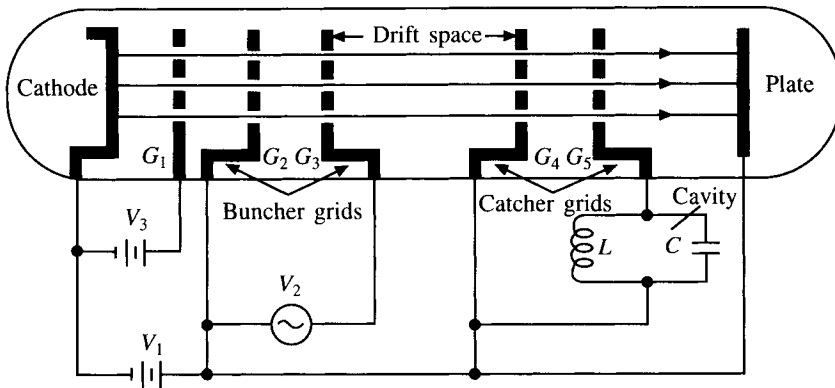 Drift space
Cathode
Plate
G1
G2 G3
G4 G5
Buncher grids
Catcher grids
Cavity
V3
L
C
V2
V1